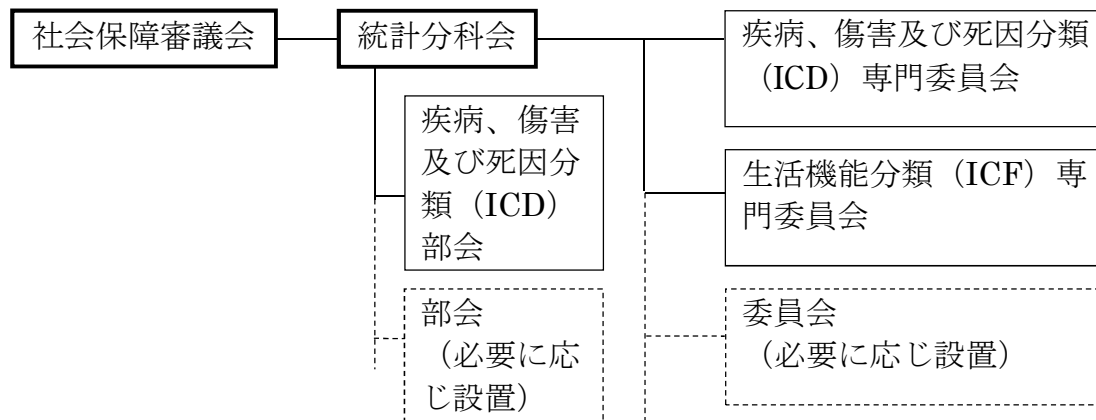 社会保障審議会
統計分科会
疾病、傷害及び死因分類
（ICD）専門委員会
疾病、傷害
及び死因分
類（ICD）
部会
生活機能分類（ICF）専
門委員会
部会
（必要に応
じ設置）
委員会
（必要に応じ設置）